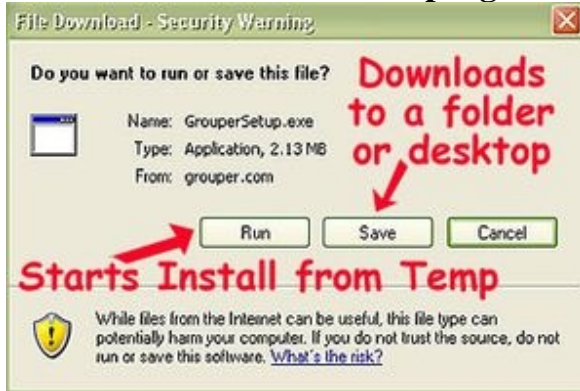 File Download - Security Warning
Do you want to run or save this file?
Downloads
to a folder
or desktop
Name: GrouperSetup.exe
Type: Application, 2.13 MB
From: grouper.com
Run Save Cancel
Starts Install from Temp
While files from the Internet can be useful, this file type can
potentially harm your computer. If you do not trust the source, do not
run or save this software. What's the risk?